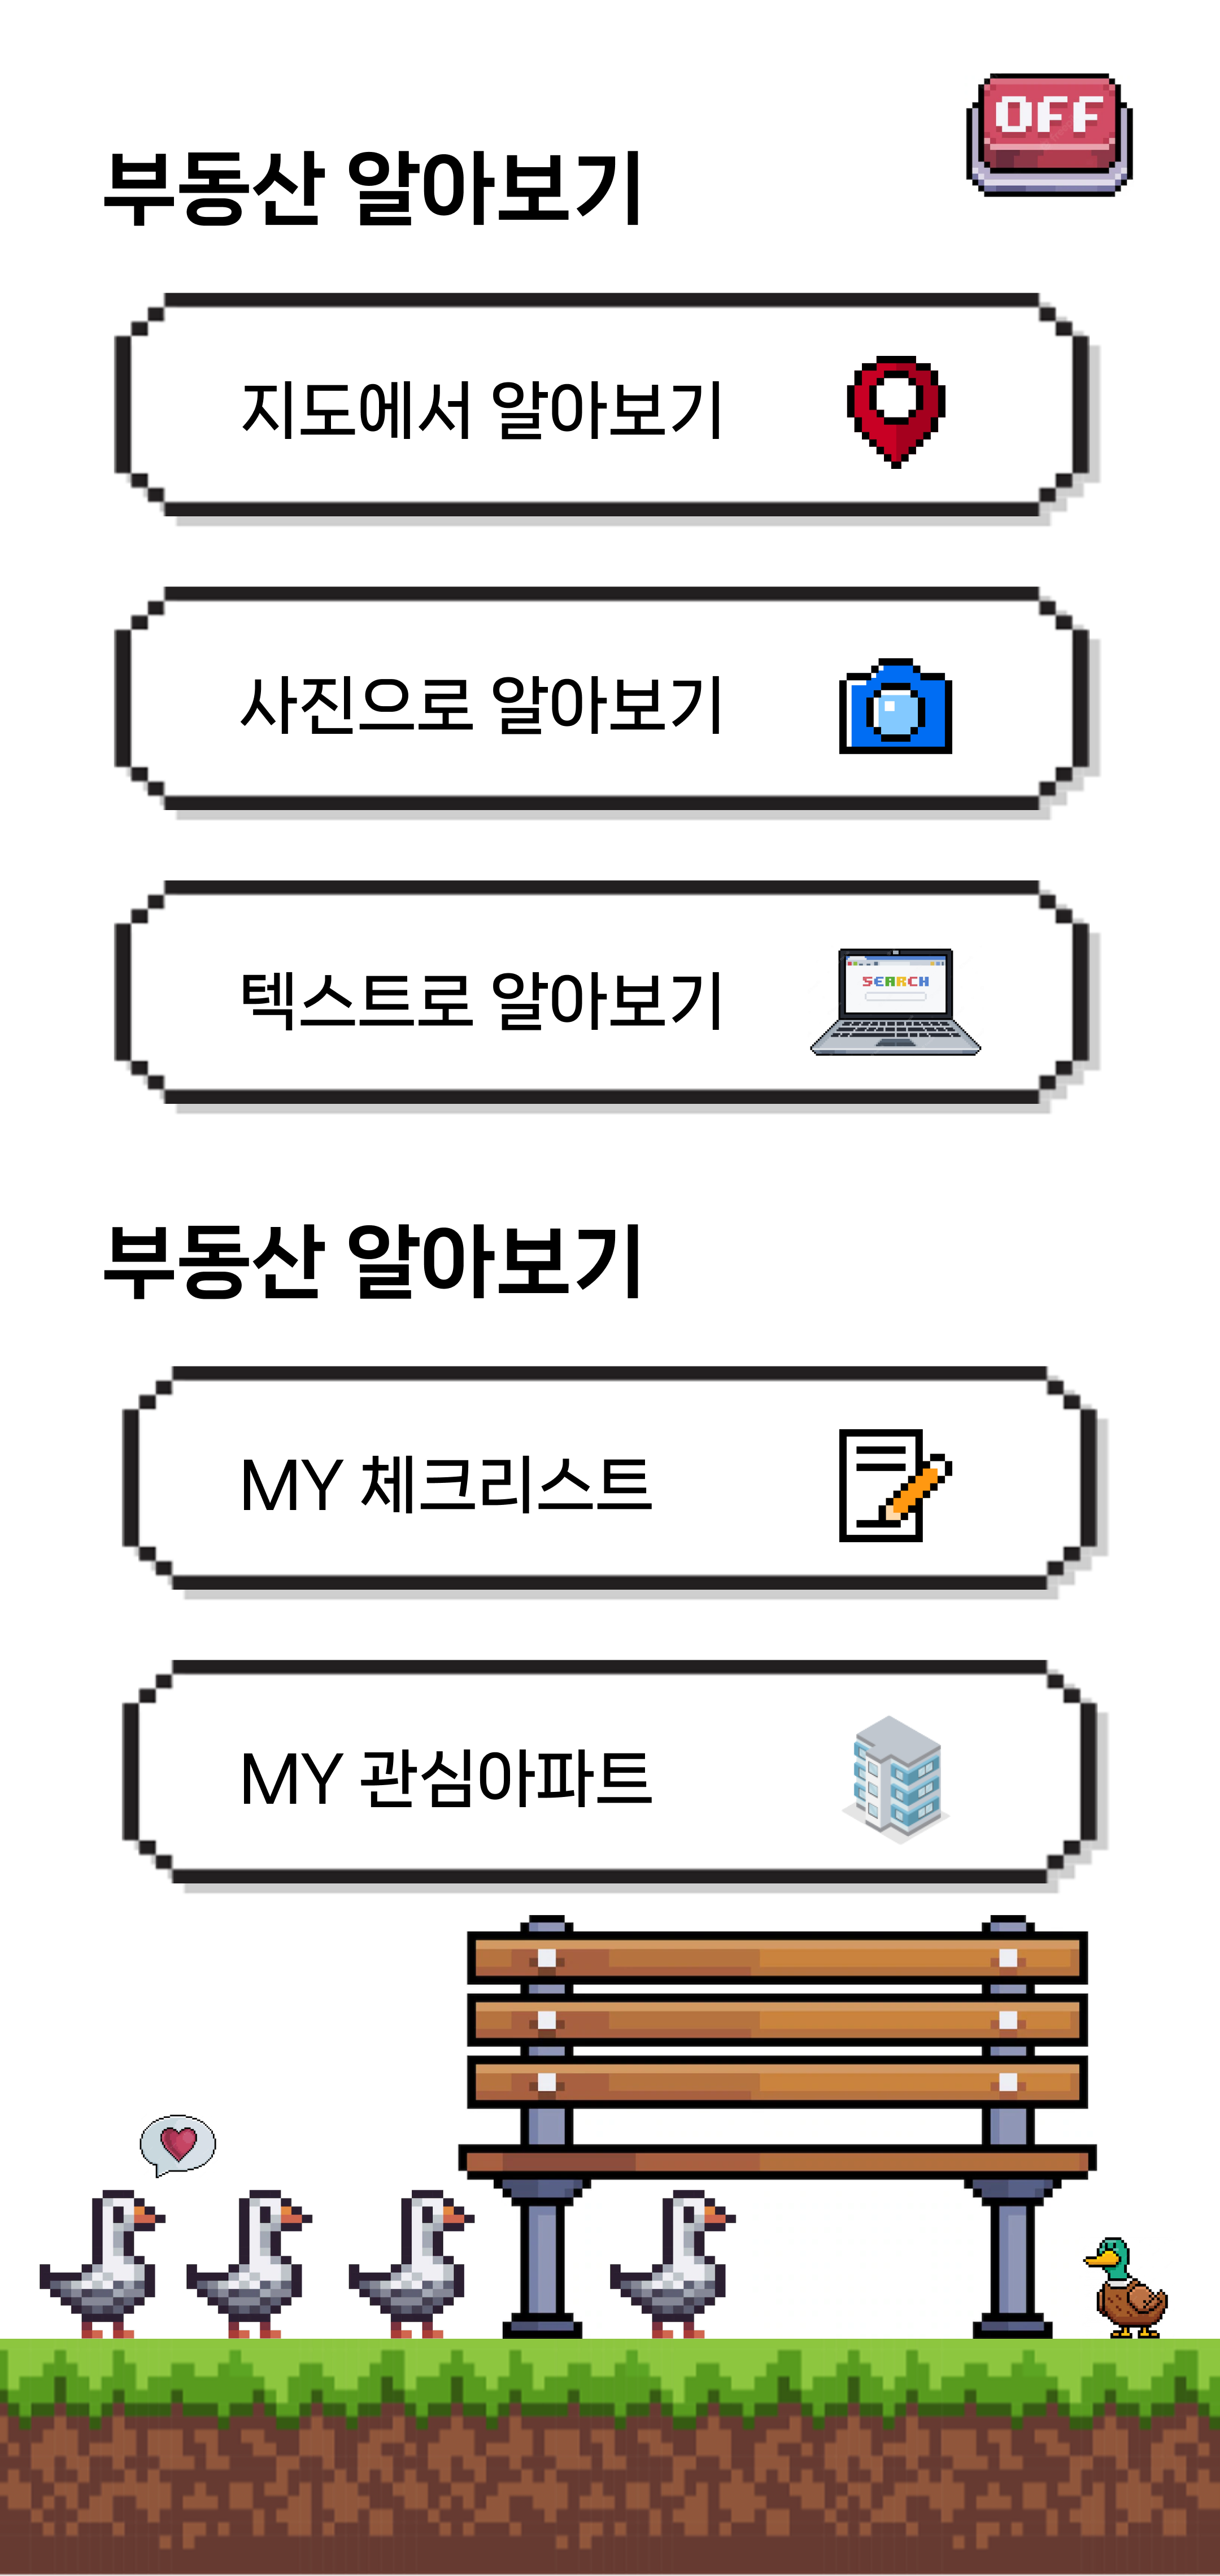 OFF
부동산 알아보기
지도에서 알아보기
사진으로 알아보기
텍스트로 알아보기
SEARCH
부동산 알아보기
MY 체크리스트
MY 관심아파트